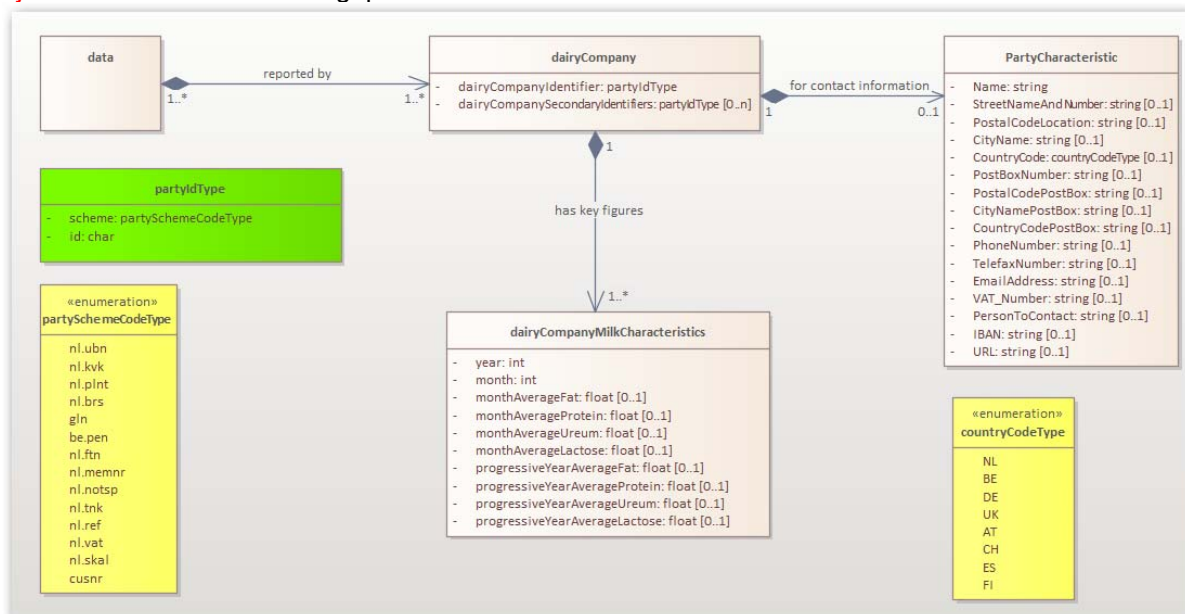 data
reported by
1..*
1..*
dairyCompany
- dairyCompanyIdentifier: partyIdType
- dairyCompanySecondaryIdentifiers: partyIdType [0..n]
1
for contact information
0..1
PartyCharacteristic
- Name: string
- StreetNameAndNumber: string [0..1]
- PostalCodeLocation: string [0..1]
- CityName: string [0..1]
- CountryCode: countryCodeType [0..1]
- PostBoxNumber: string [0..1]
- PostalCodePostBox: string [0..1]
- CityNamePostBox: string [0..1]
- CountryCodePostBox: string [0..1]
- PhoneNumber: string [0..1]
- TelefaxNumber: string [0..1]
- EmailAddress: string [0..1]
- VAT_Number: string [0..1]
- PersonToContact: string [0..1]
- IBAN: string [0..1]
- URL: string [0..1]
partyIdType
- scheme: partySchemeCodeType
- id: char
1
has key figures
1..*
«enumeration»
partySchemeCodeType
nl.ubn
nl.kvk
nl.plnt
nl.brs
gln
be.pen
nl.ftn
nl.memnr
nl.notsp
nl.tnk
nl.ref
nl.vat
nl.skal
cusnr
dairyCompanyMilkCharacteristics
- year: int
- month: int
- monthAverageFat: float [0..1]
- monthAverageProtein: float [0..1]
- monthAverageUreum: float [0..1]
- monthAverageLactose: float [0..1]
- progressiveYearAverageFat: float [0..1]
- progressiveYearAverageProtein: float [0..1]
- progressiveYearAverageUreum: float [0..1]
- progressiveYearAverageLactose: float [0..1]
«enumeration»
countryCodeType
NL
BE
DE
UK
AT
CH
ES
FI